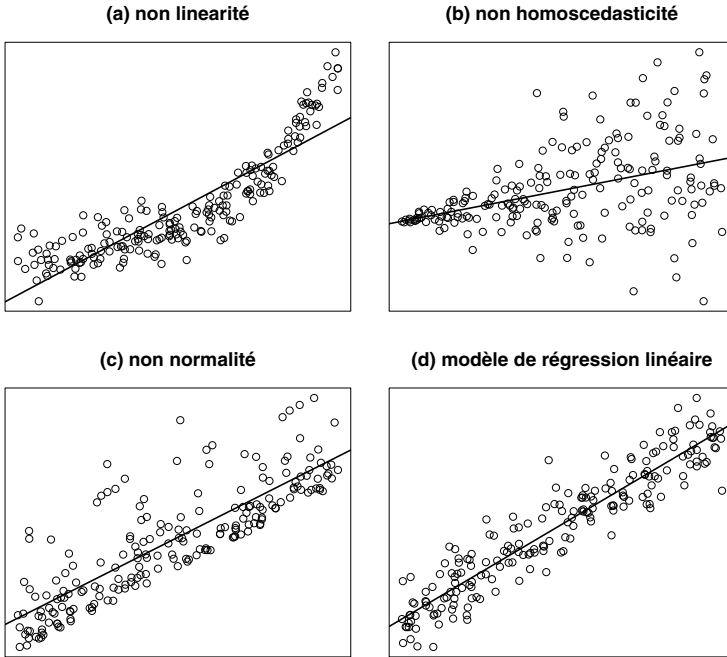 (a) non linearité
(b) non homoscedasticité
(c) non normalité
(d) modèle de régression linéaire